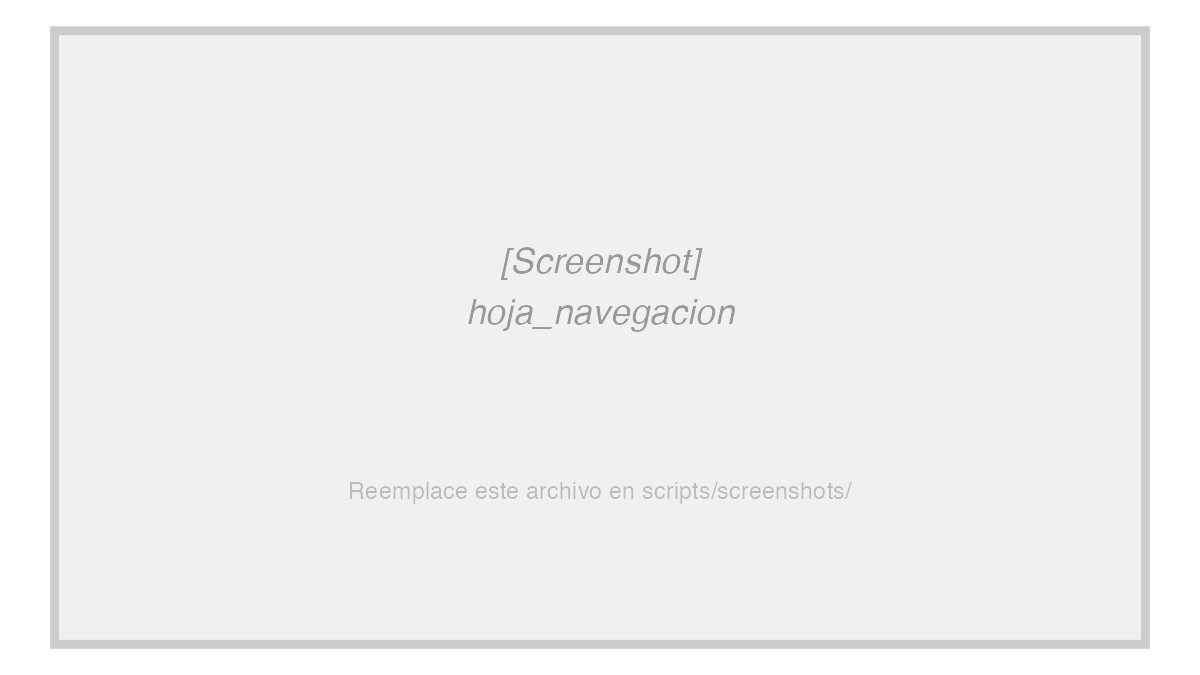 [Screenshot]
hoja_navegacion
Reemplace este archivo en scripts/screenshots/